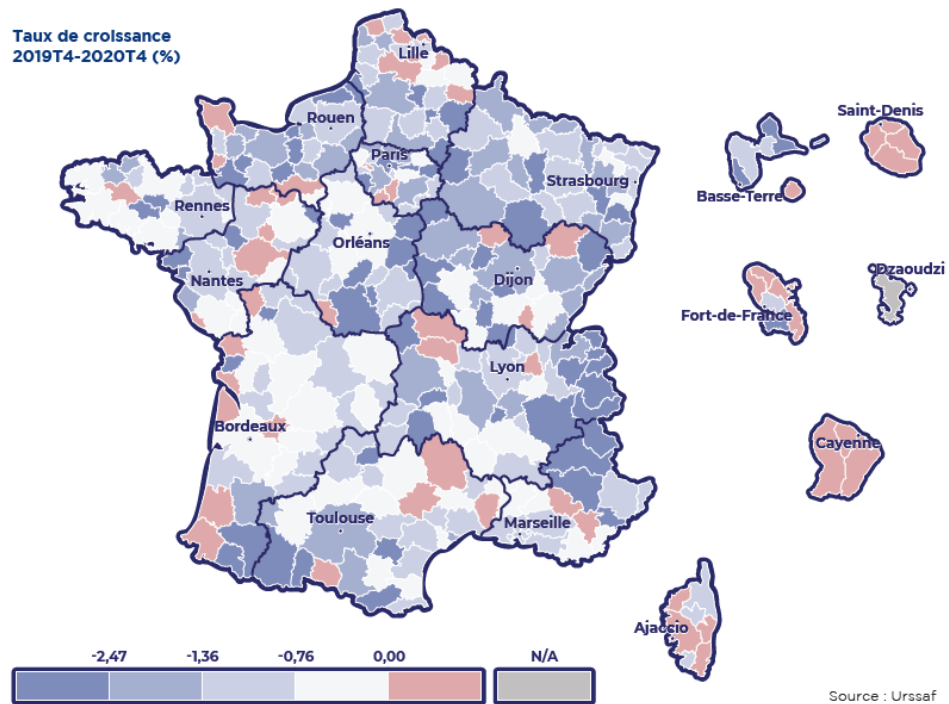 Taux de croissance
2019T4-2020T4 (%)
Lille
Saint-Denis
Rouen
Paris
Strasbourg
Basse-Terre
Rennes
Orléans
Dzaoudzi
Nantes
Dijon
Fort-de-France
Lyon
Bordeaux
Cayenne
Toulouse
Marseille
Ajaccio
-2,47
-1,36
-0,76
0,00
N/A
Source : Urssaf